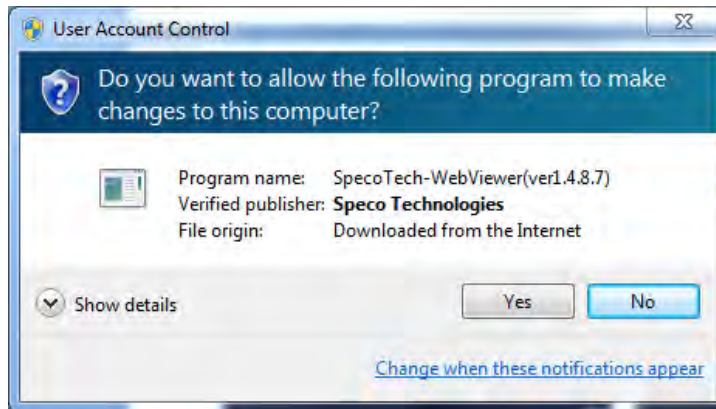 User Account Control
Do you want to allow the following program to make
changes to this computer?
Program name: SpecoTech-WebViewer(ver1.4.8.7)
Verified publisher: Speco Technologies
File origin: Downloaded from the Internet
Show details Yes No
Change when these notifications appear